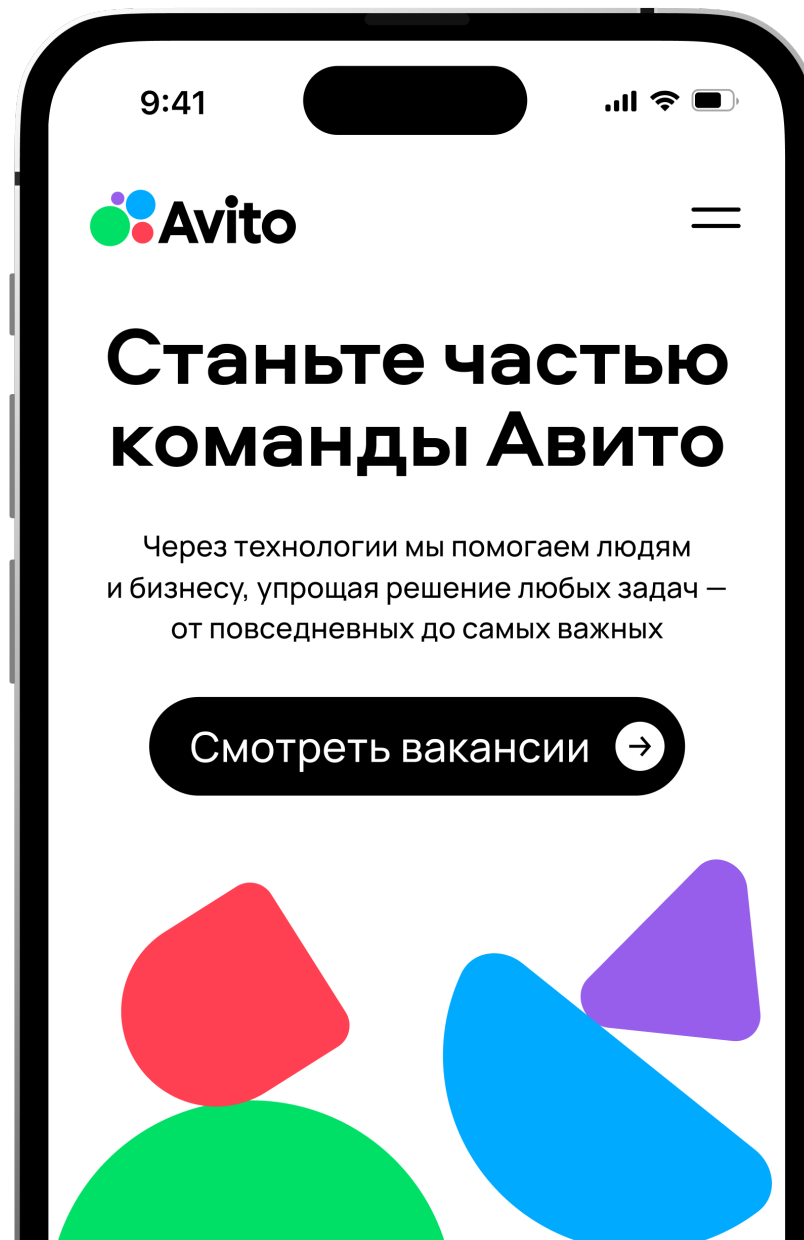 9:41
Avito
Станьте частью
команды Авито
Через технологии мы помогаем людям
и бизнесу, упрощая решение любых задач —
от повседневных до самых важных
Смотреть вакансии